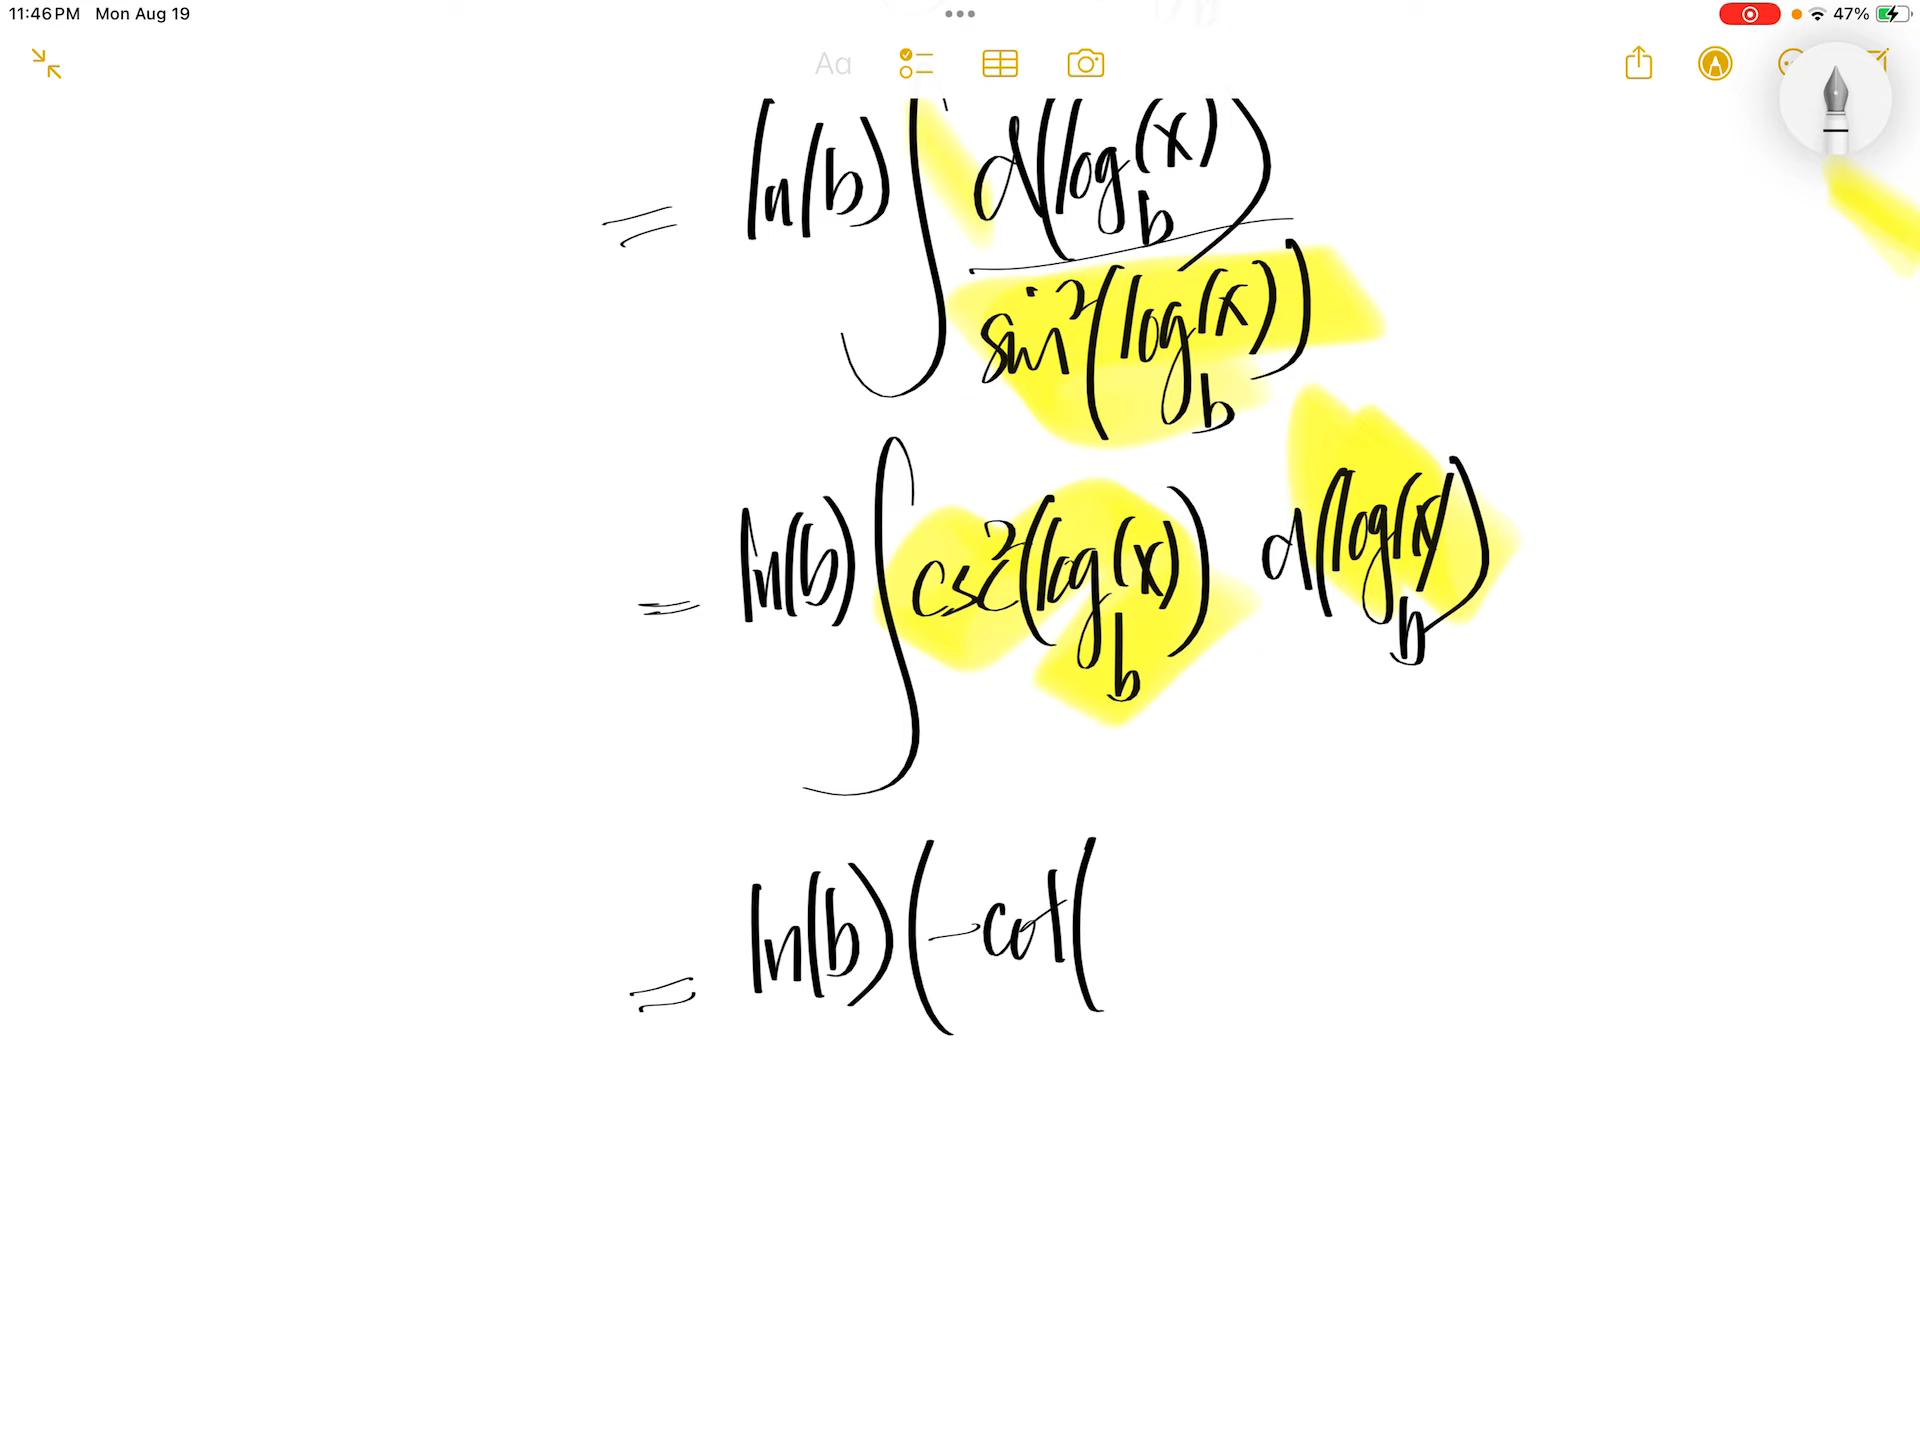 11:46 PM Mon Aug 19 47%
Aa
= ln(b) ∫ d(log_b(x)) / sin²(log_b(x))
= ln(b) ∫ csc²(log_b(x)) d(log_b(x))
= ln(b) (-cot(